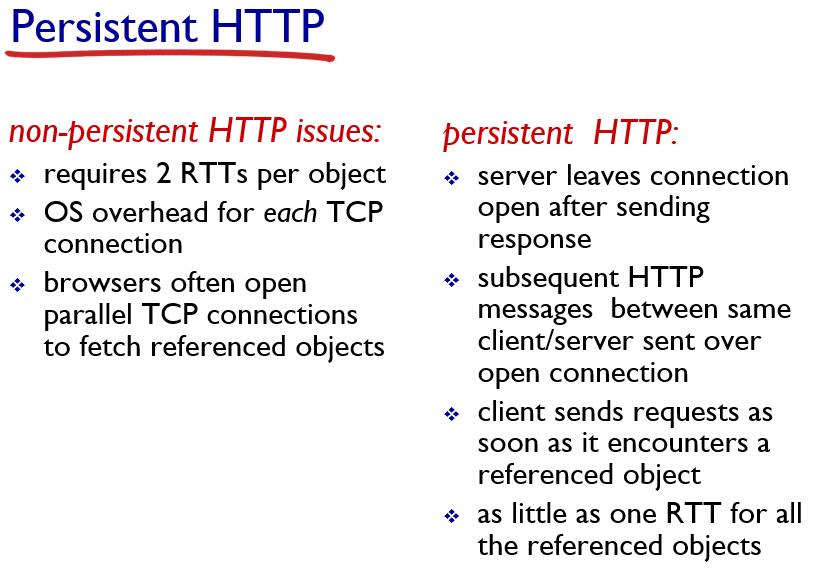 Persistent HTTP
non-persistent HTTP issues:
❖ requires 2 RTTs per object
❖ OS overhead for each TCP
connection
❖ browsers often open
parallel TCP connections
to fetch referenced objects
persistent HTTP:
❖ server leaves connection
open after sending
response
❖ subsequent HTTP
messages between same
client/server sent over
open connection
❖ client sends requests as
soon as it encounters a
referenced object
❖ as little as one RTT for all
the referenced objects